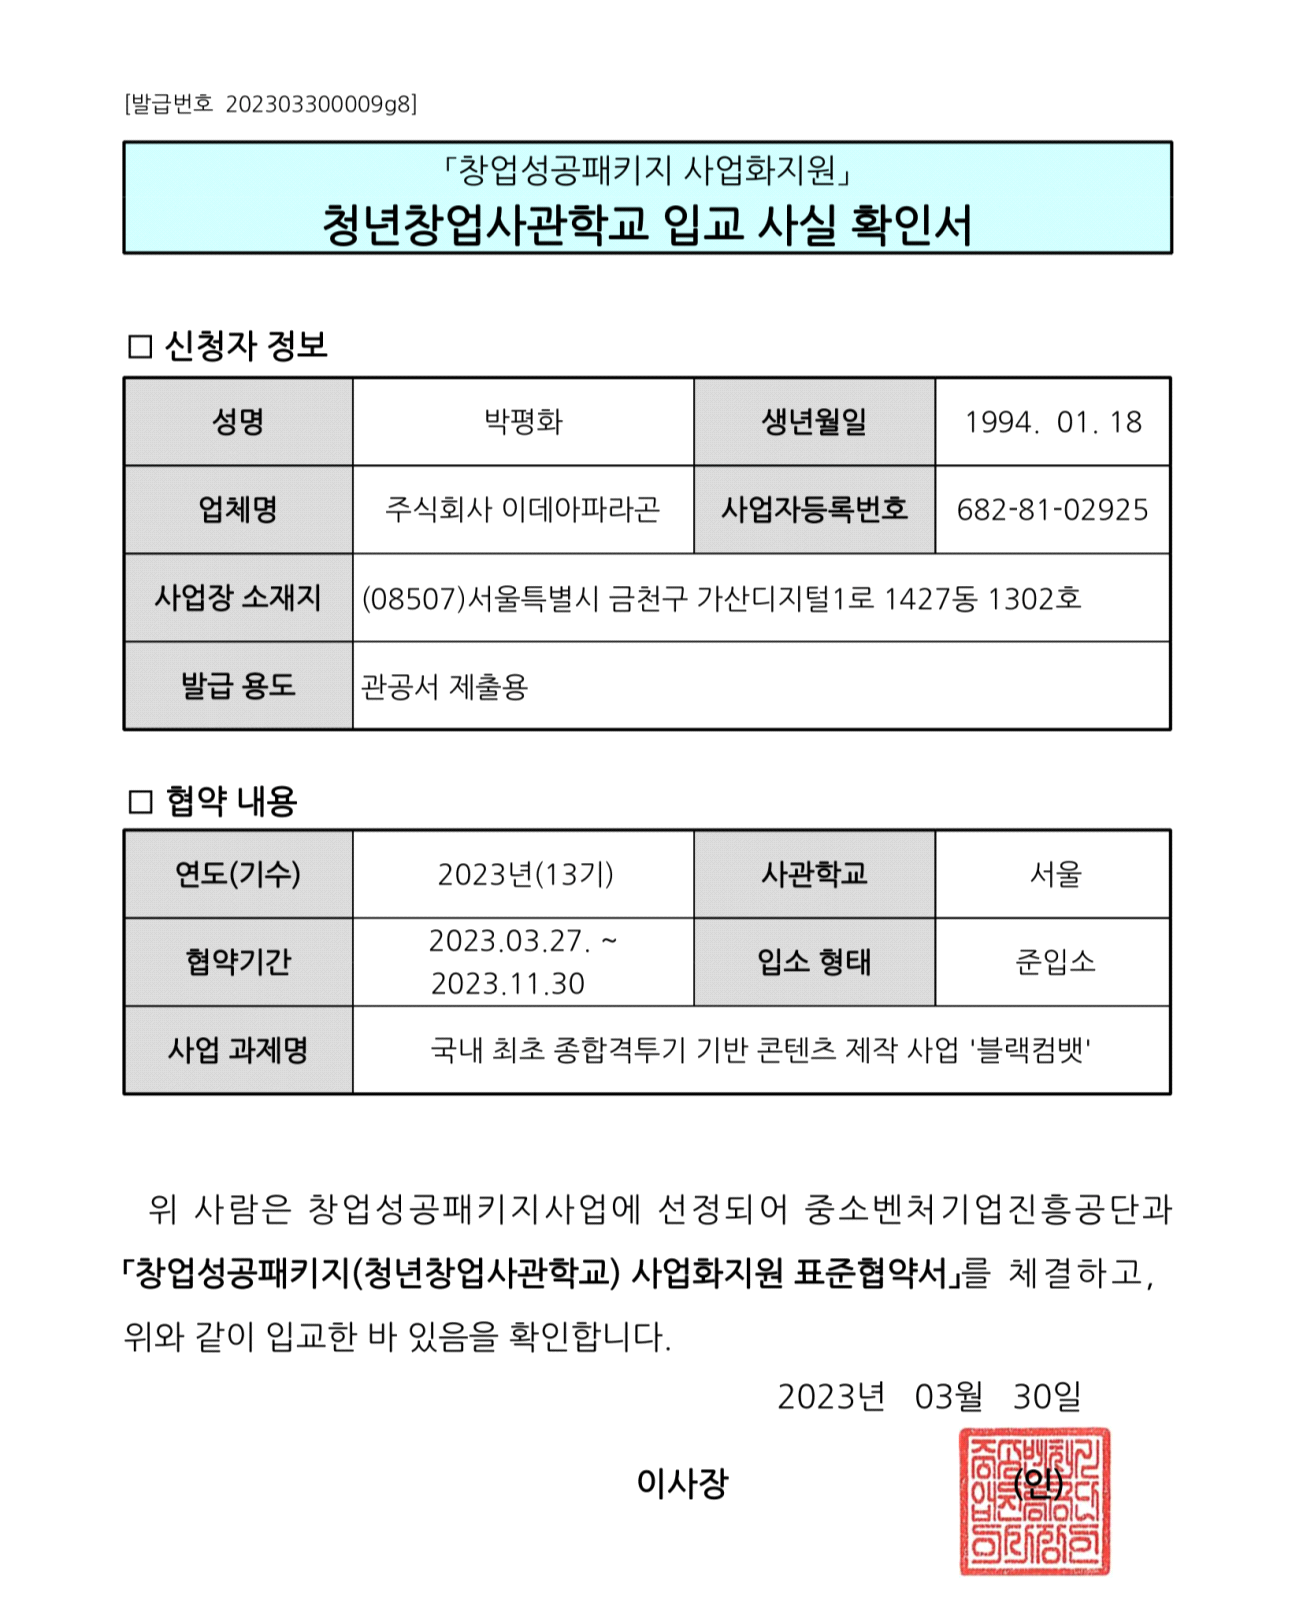 [발급번호 202303300009g8]
「창업성공패키지 사업화지원」
청년창업사관학교 입교 사실 확인서
□ 신청자 정보
성명 박평화 생년월일 1994. 01. 18
업체명 주식회사 이데아파라곤 사업자등록번호 682-81-02925
사업장 소재지 (08507)서울특별시 금천구 가산디지털1로 1427동 1302호
발급 용도 관공서 제출용
□ 협약 내용
연도(기수) 2023년(13기) 사관학교 서울
협약기간 2023.03.27. ~
2023.11.30
입소 형태 준입소
사업 과제명 국내 최초 종합격투기 기반 콘텐츠 제작 사업 '블랙컴뱃'
위 사람은 창업성공패키지사업에 선정되어 중소벤처기업진흥공단과
「창업성공패키지(청년창업사관학교) 사업화지원 표준협약서」를 체결하고,
위와 같이 입교한 바 있음을 확인합니다.
2023년 03월 30일
이사장 (인)